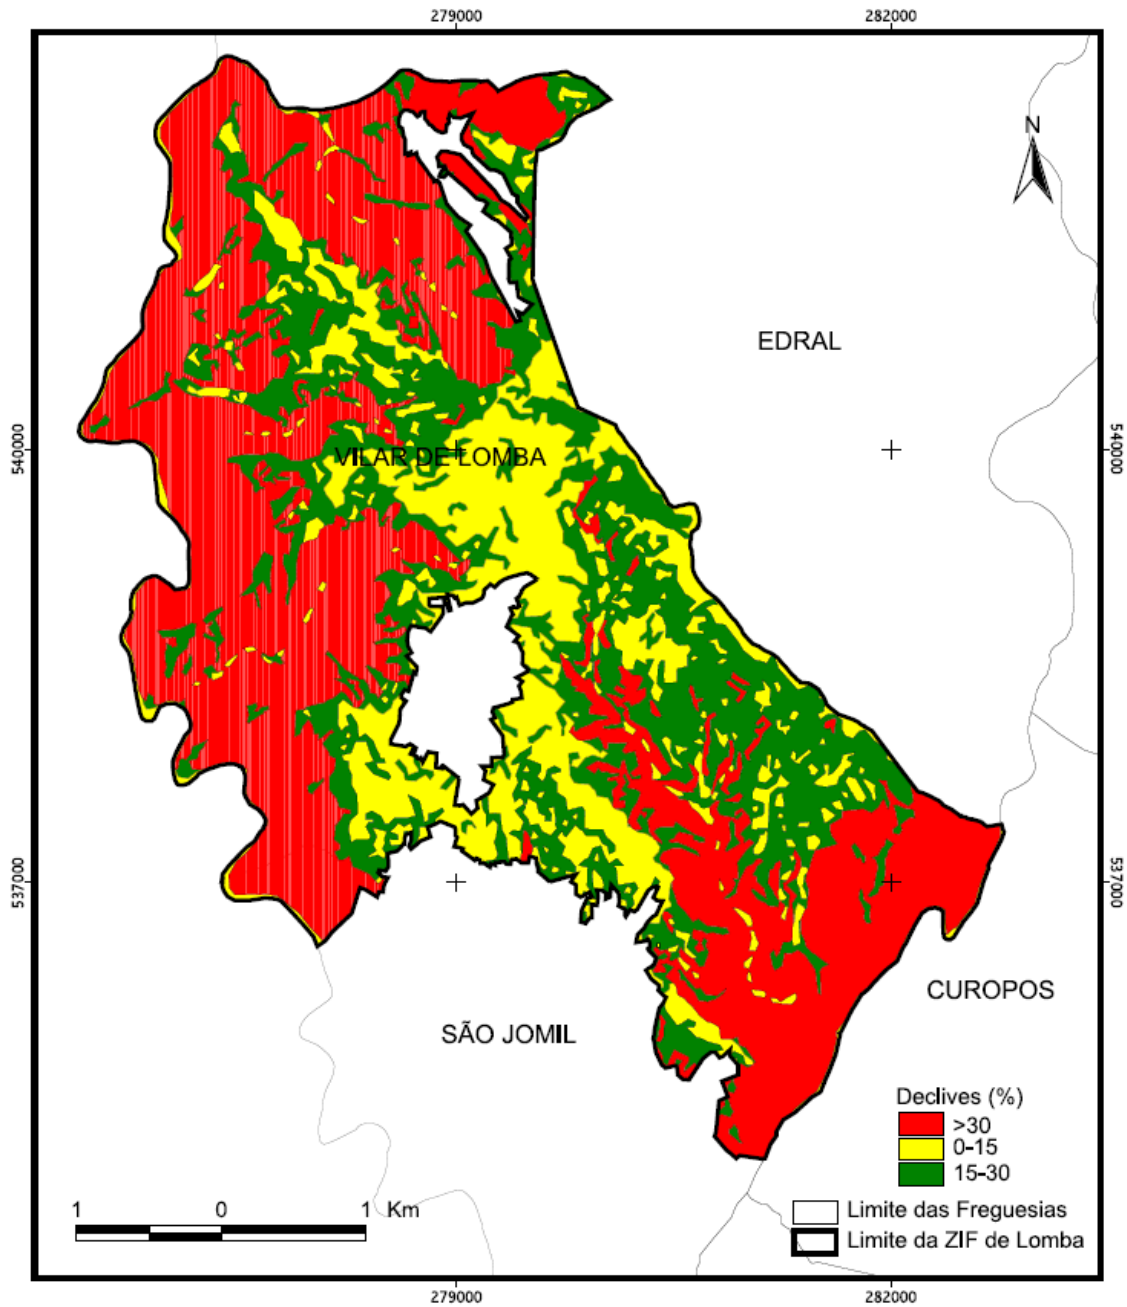 279000
282000
N
EDRAL
540000
540000
VILAR DE LOMBA
537000
537000
CUROPOS
SÃO JOMIL
Declives (%)
>30
0-15
15-30
1 0 1 Km
Limite das Freguesias
Limite da ZIF de Lomba
279000
282000